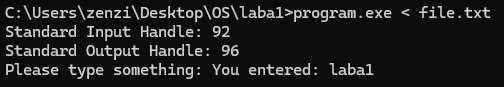 C:\Users\zenzi\Desktop\OS\laba1>program.exe < file.txt
Standard Input Handle: 92
Standard Output Handle: 96
Please type something: You entered: laba1